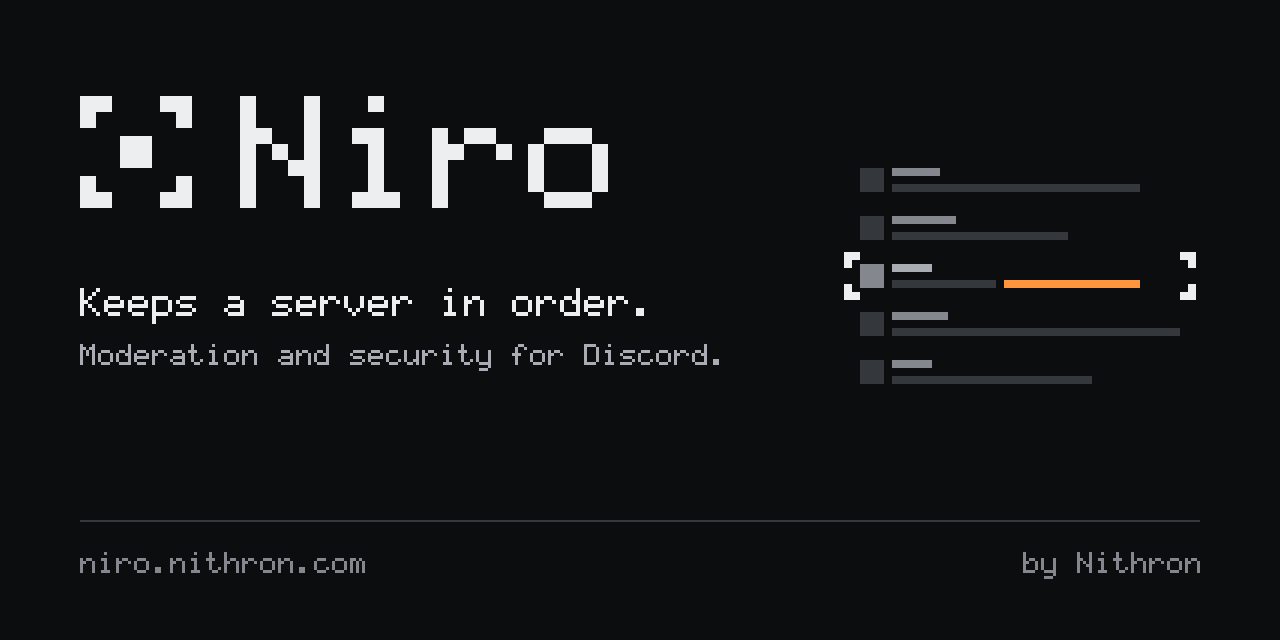 Niro
Keeps a server in order.
Moderation and security for Discord.
niro.nithron.com
by Nithron